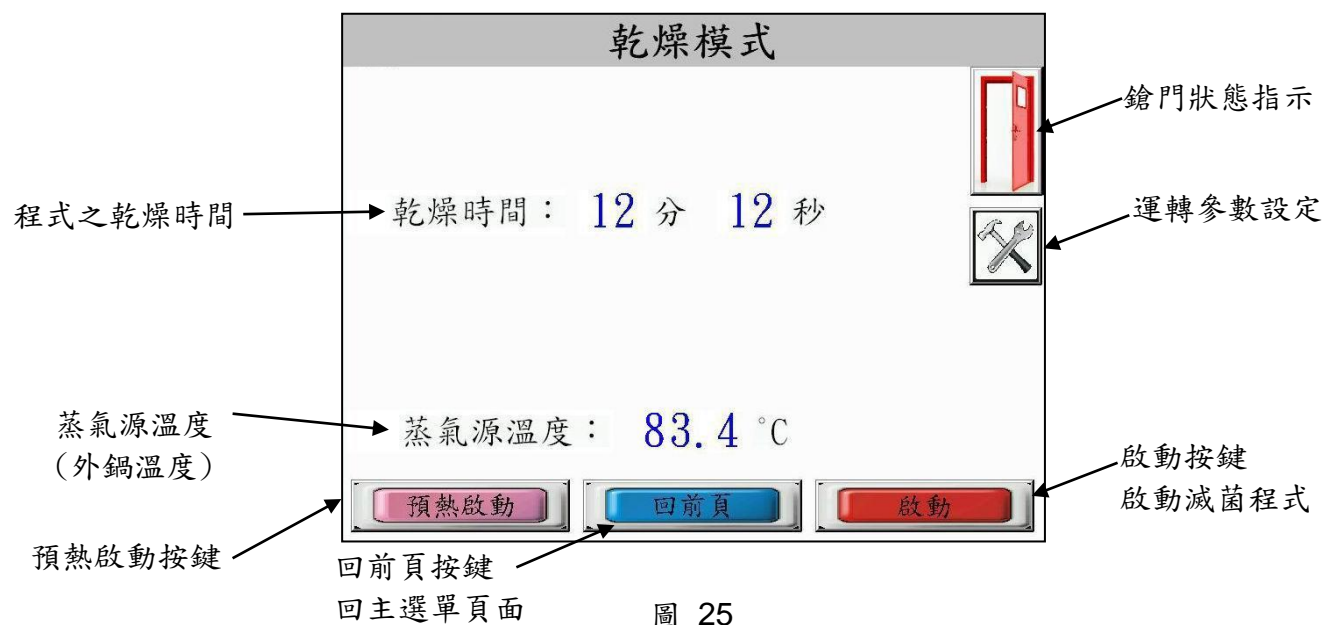 乾燥模式
鎗門狀態指示
程式之乾燥時間
乾燥時間： 12 分 12 秒
運轉參數設定
蒸氣源溫度
（外鍋溫度）
蒸氣源溫度： 83.4 °C
啟動按鍵
啟動滅菌程式
預熱啟動
回前頁
啟動
預熱啟動按鍵
回前頁按鍵
回主選單頁面
圖 25